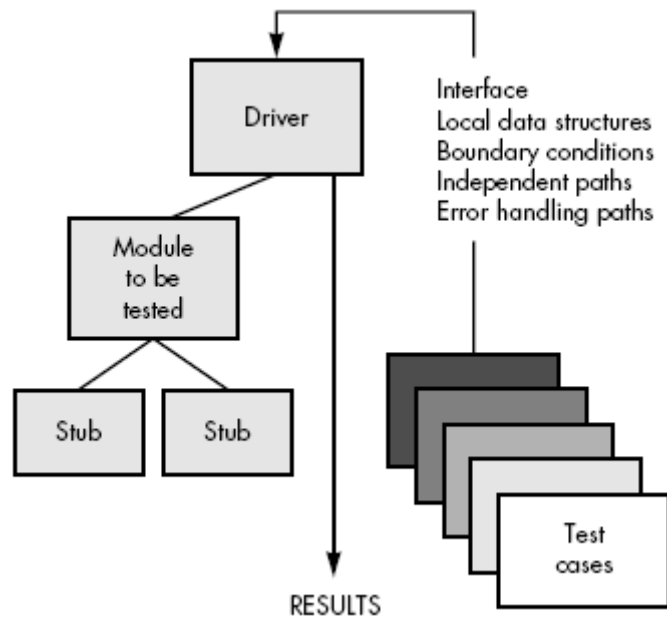 Driver
Interface
Local data structures
Boundary conditions
Independent paths
Error handling paths
Module
to be
tested
Stub
Stub
Test
cases
RESULTS